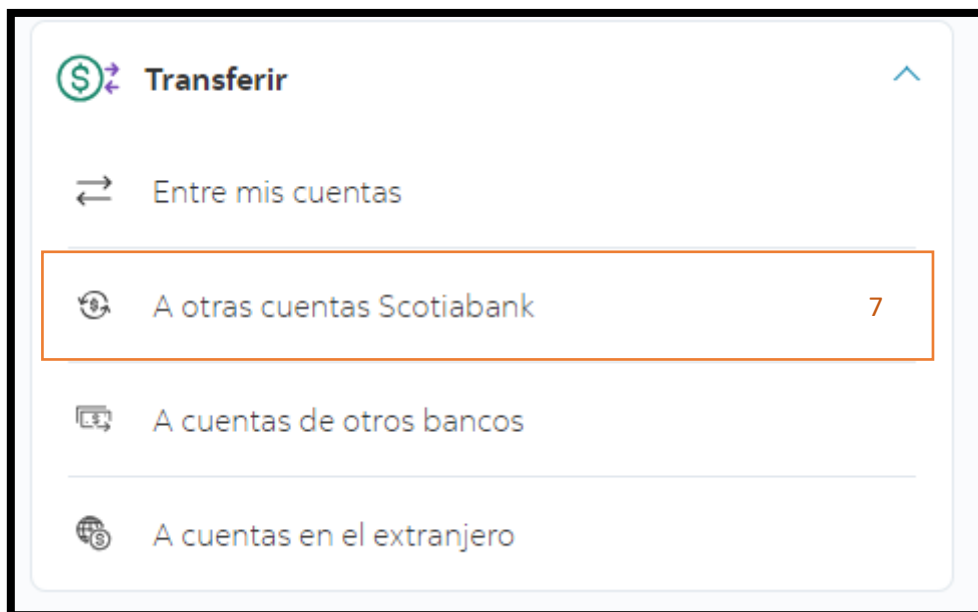 Transferir
Entre mis cuentas
A otras cuentas Scotiabank 7
A cuentas de otros bancos
A cuentas en el extranjero